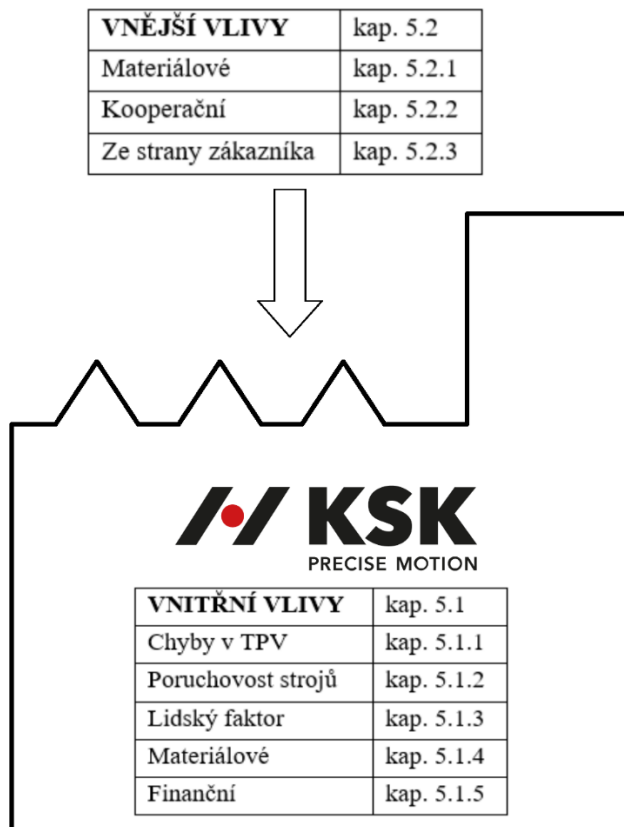 VNĚJŠÍ VLIVY kap. 5.2
Materiálové kap. 5.2.1
Kooperační kap. 5.2.2
Ze strany zákazníka kap. 5.2.3
KSK
PRECISE MOTION
VNITŘNÍ VLIVY kap. 5.1
Chyby v TPV kap. 5.1.1
Poruchovost strojů kap. 5.1.2
Lidský faktor kap. 5.1.3
Materiálové kap. 5.1.4
Finanční kap. 5.1.5